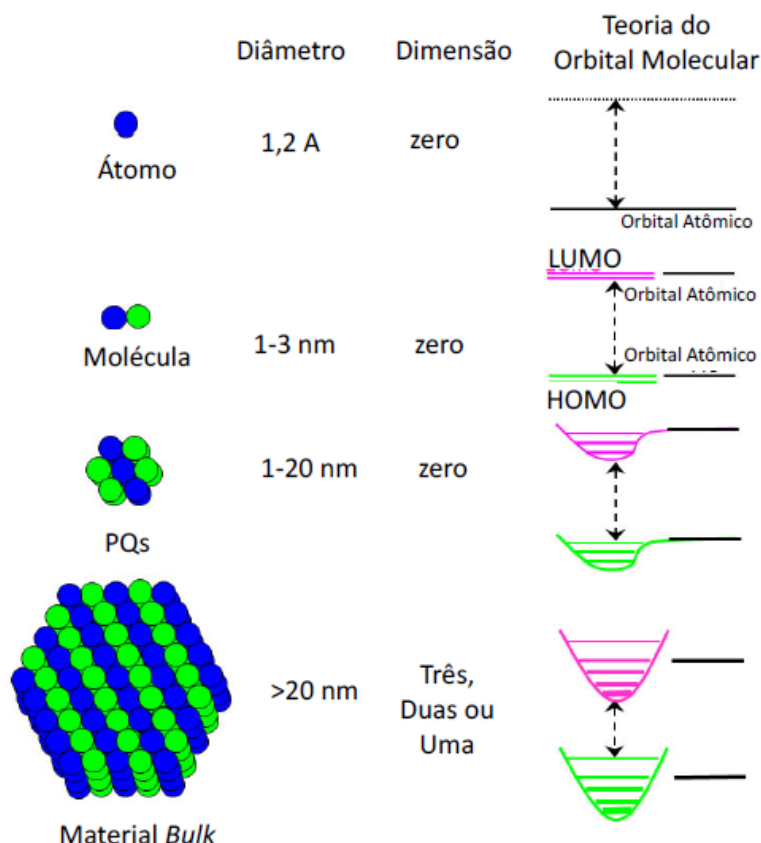 Diâmetro
Dimensão
Teoria do
Orbital Molecular
Átomo
1,2 A
zero
Orbital Atômico
LUMO
Orbital Atômico
Molécula
1-3 nm
zero
Orbital Atômico
HOMO
PQs
1-20 nm
zero
Material Bulk
>20 nm
Três,
Duas ou
Uma